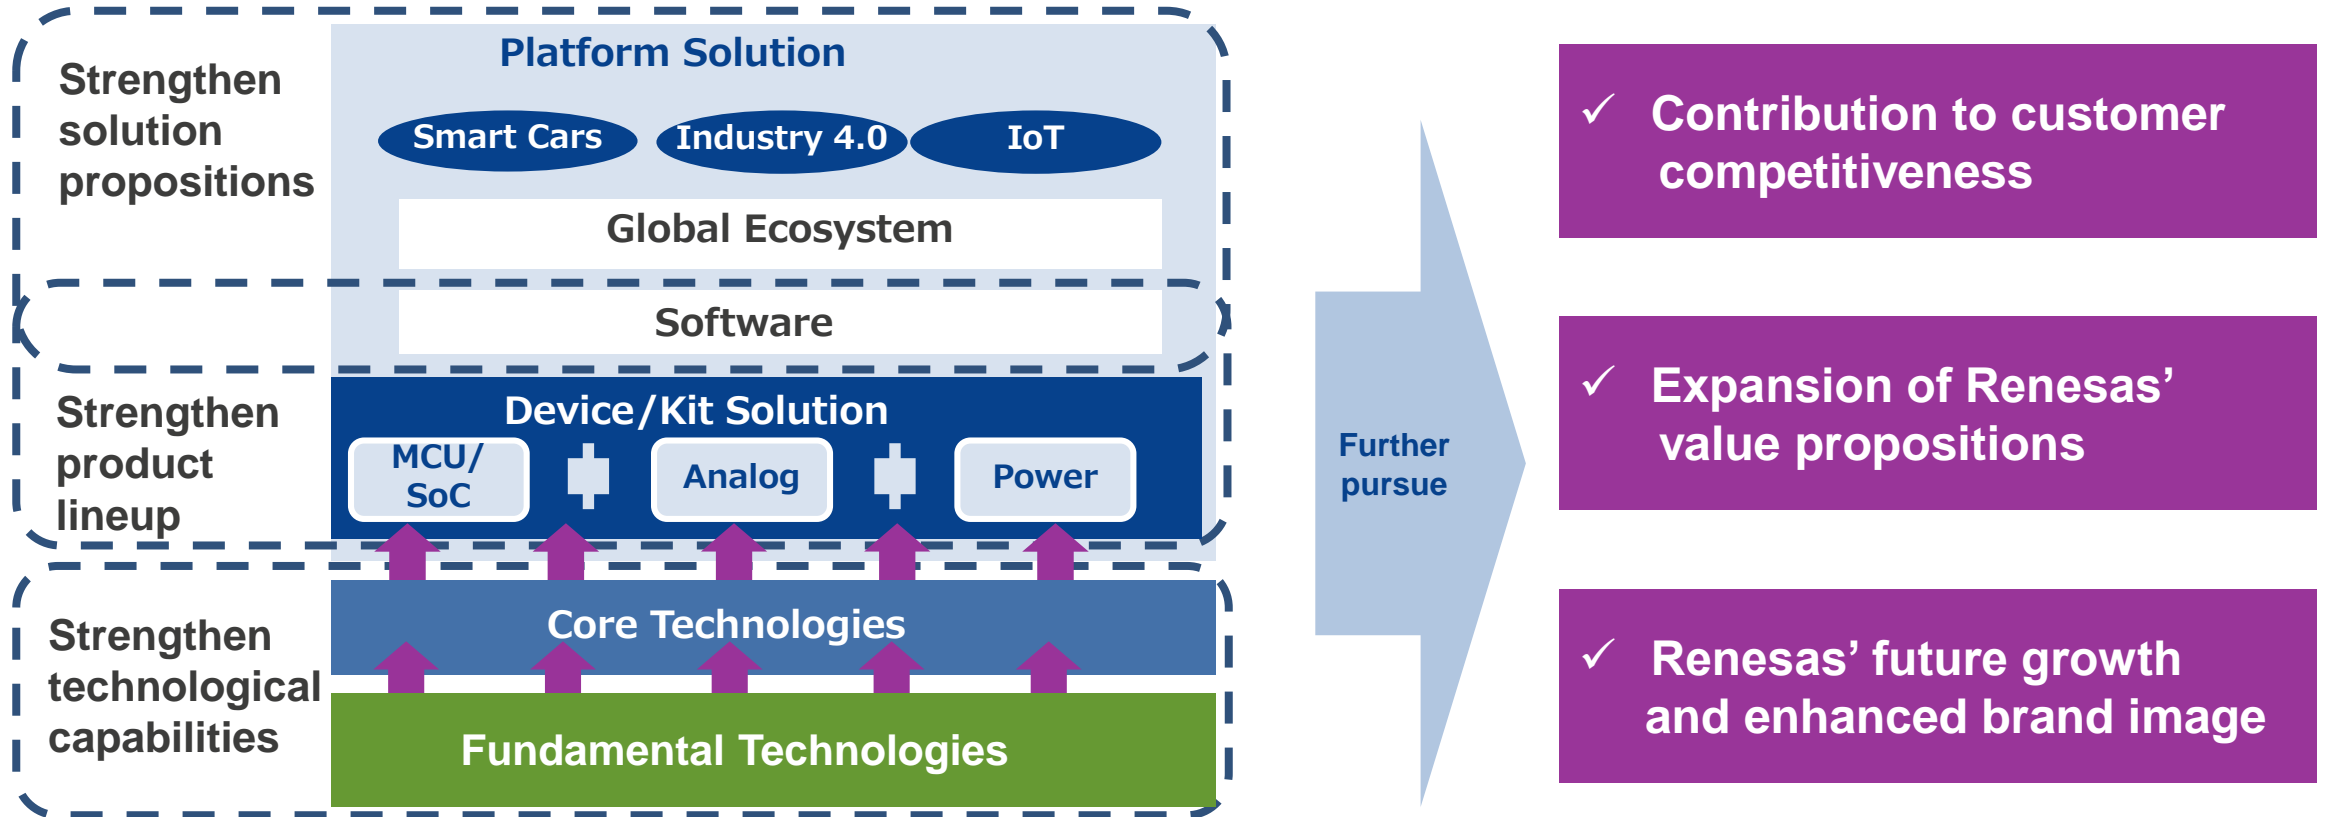 Strengthen
solution
propositions
Platform Solution
Smart Cars
Industry 4.0
IoT
Global Ecosystem
Software
Strengthen
product
lineup
Device/Kit Solution
MCU/
SoC
Analog
Power
Strengthen
technological
capabilities
Core Technologies
Fundamental Technologies
Further
pursue
✓ Contribution to customer
competitiveness
✓ Expansion of Renesas’
value propositions
✓ Renesas’ future growth
and enhanced brand image